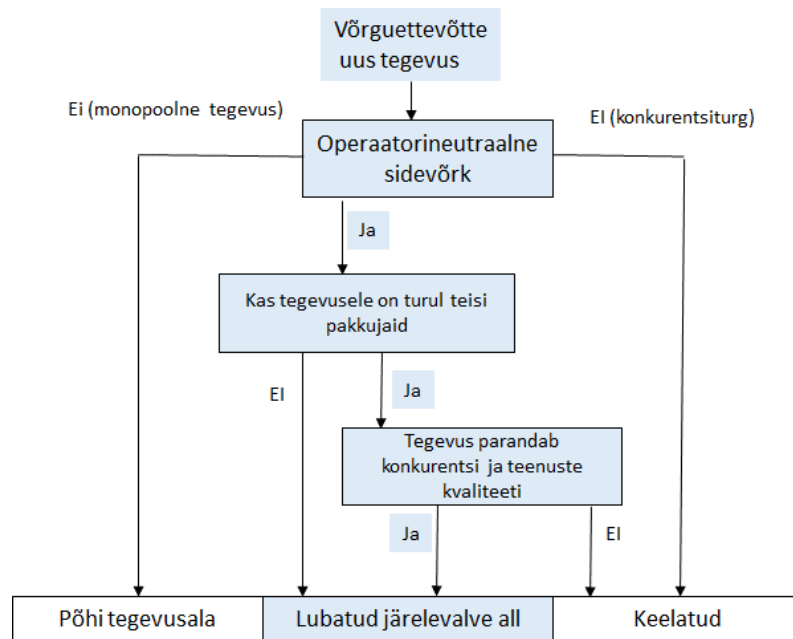 Võrguettevõtte
uus tegevus
Ei (monopoolne tegevus)
EI (konkurentsiturg)
Operaatorineutraalne
sidevõrk
Ja
Kas tegevusele on turul teisi
pakkujaid
EI
Ja
Tegevus parandab
konkurentsi ja teenuste
kvaliteeti
Ja
EI
Põhi tegevusala
Lubatud järelevalve all
Keelatud